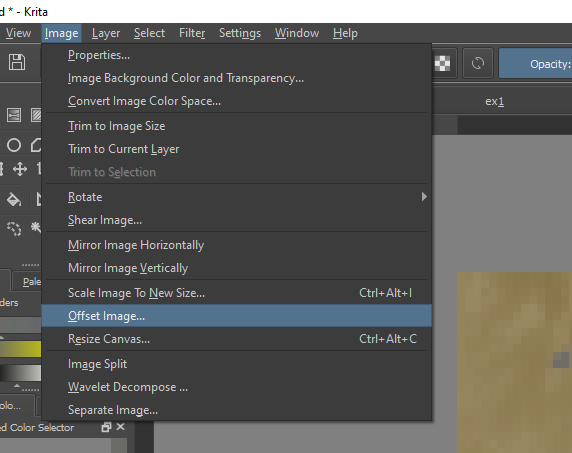 d * - Krita
View Image Layer Select Filter Settings Window Help
Properties...
Image Background Color and Transparency...
Opacity:
Convert Image Color Space...
ex1
Trim to Image Size
Trim to Current Layer
Trim to Selection
Rotate
Shear Image...
Mirror Image Horizontally
Mirror Image Vertically
Pale
Scale Image To New Size... Ctrl+Alt+I
ders
Offset Image...
Resize Canvas... Ctrl+Alt+C
Image Split
Wavelet Decompose ...
olo...
Separate Image...
ed Color Selector